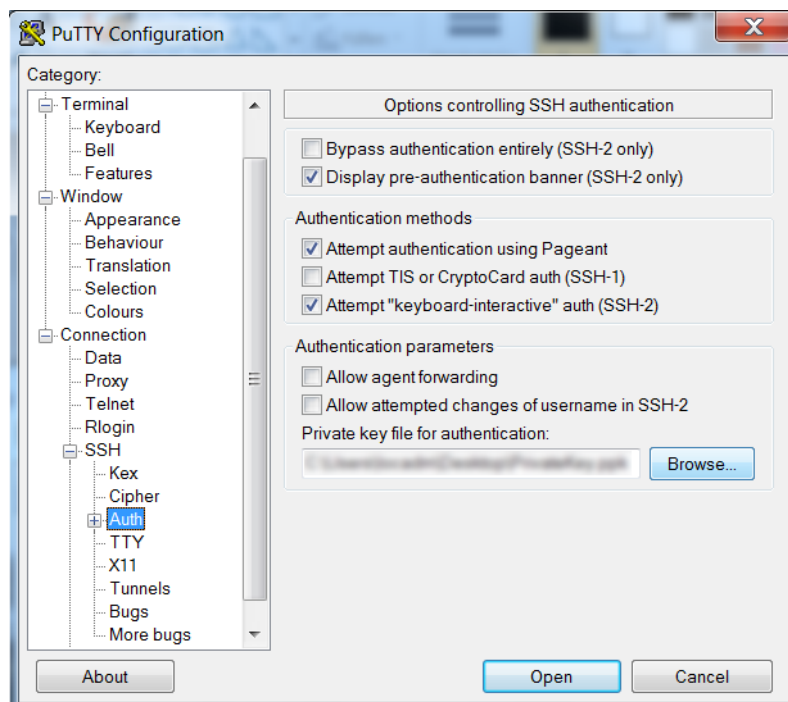 PuTTY Configuration
Category:
Terminal
Keyboard
Bell
Features
Window
Appearance
Behaviour
Translation
Selection
Colours
Connection
Data
Proxy
Telnet
Rlogin
SSH
Kex
Cipher
Auth
TTY
X11
Tunnels
Bugs
More bugs
Options controlling SSH authentication
Bypass authentication entirely (SSH-2 only)
Display pre-authentication banner (SSH-2 only)
Authentication methods
Attempt authentication using Pageant
Attempt TIS or CryptoCard auth (SSH-1)
Attempt "keyboard-interactive" auth (SSH-2)
Authentication parameters
Allow agent forwarding
Allow attempted changes of username in SSH-2
Private key file for authentication:
Browse...
About
Open
Cancel